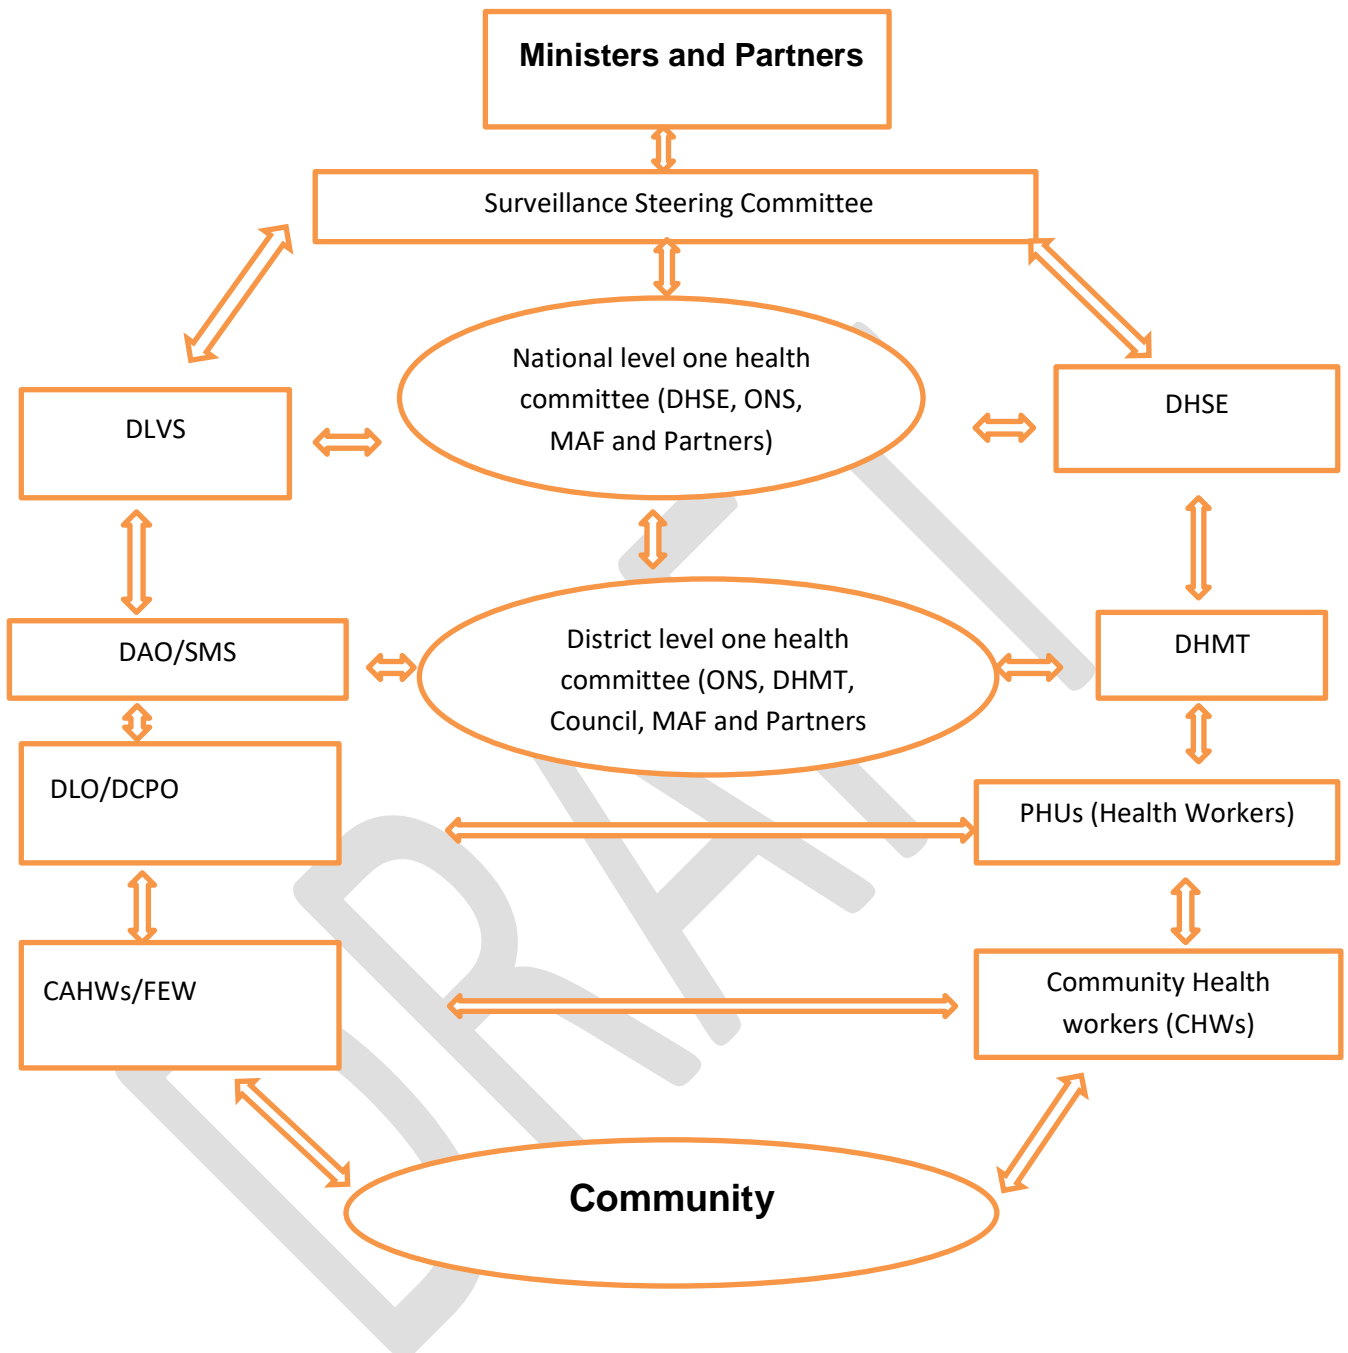 Ministers and Partners
Surveillance Steering Committee
National level one health
committee (DHSE, ONS,
MAF and Partners)
DLVS
DHSE
DAO/SMS
District level one health
committee (ONS, DHMT,
Council, MAF and Partners
DHMT
DLO/DCPO
PHUs (Health Workers)
CAHWs/FEW
Community Health
workers (CHWs)
Community
DRAFT